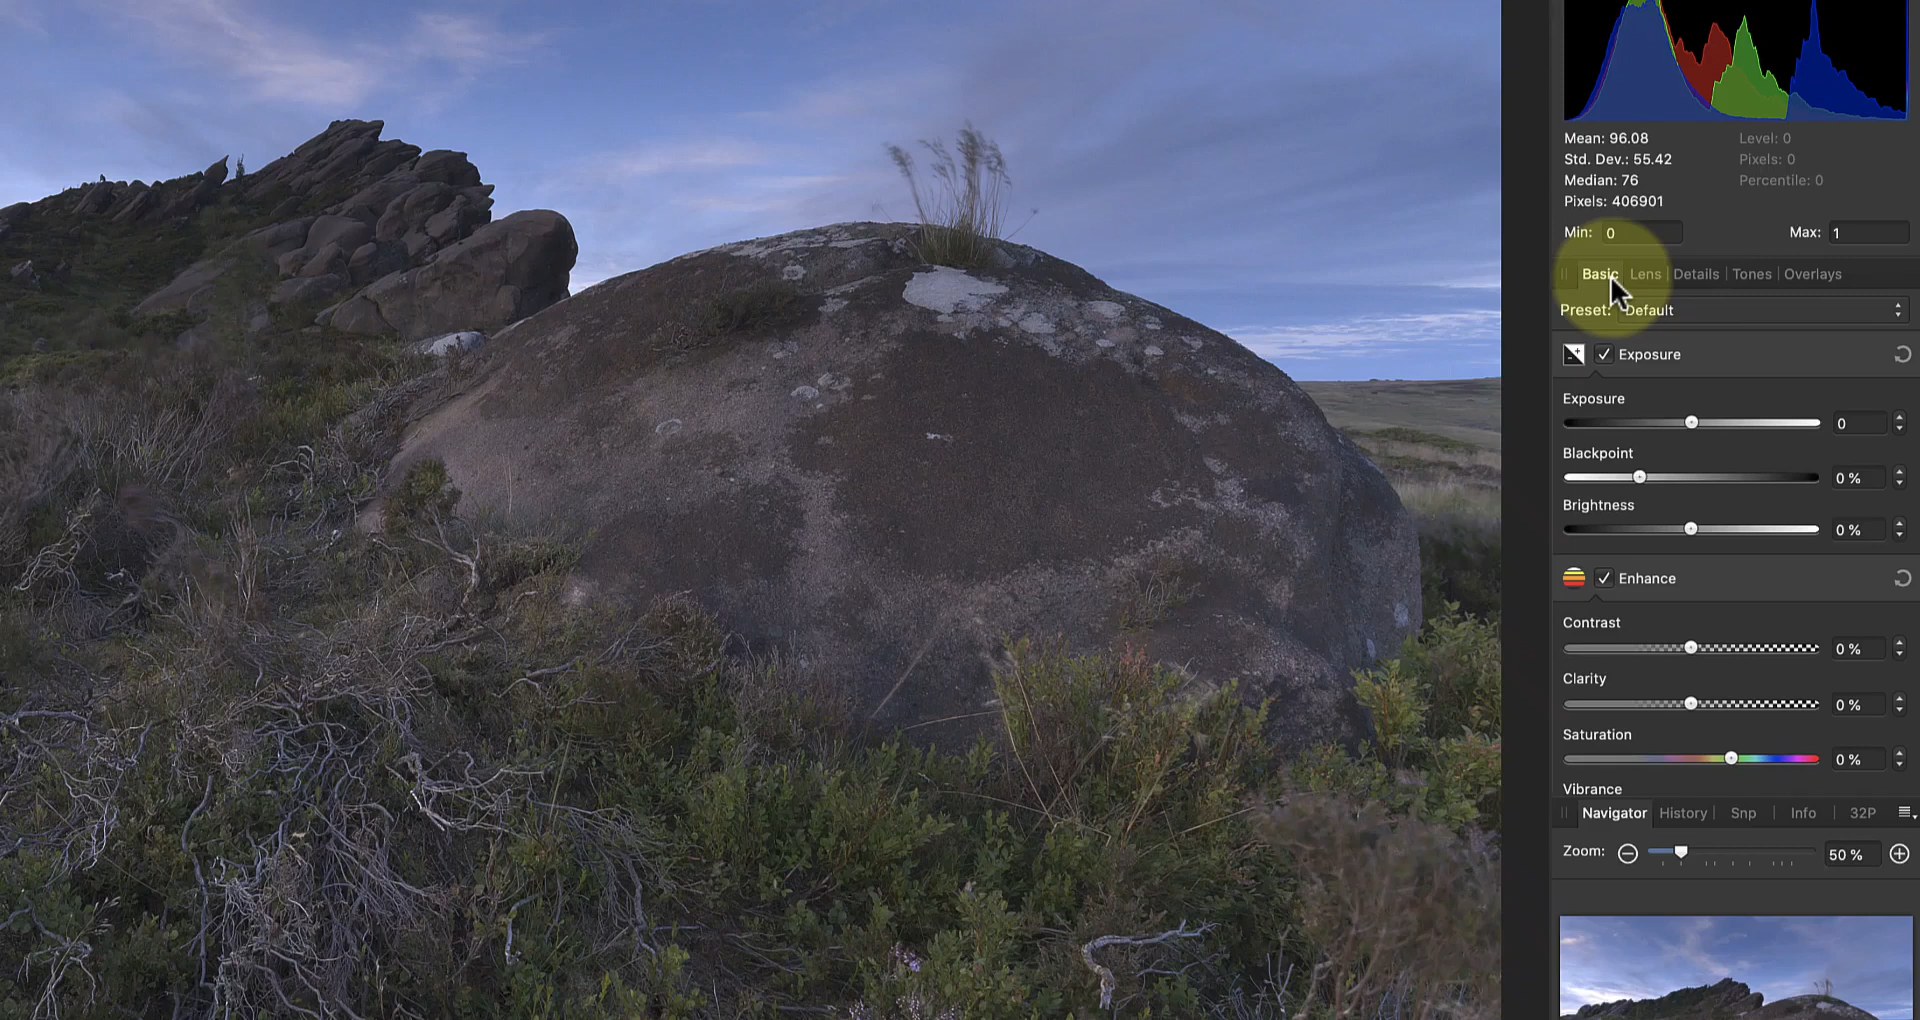 Mean: 96.08 Level: 0
Std. Dev.: 55.42 Pixels: 0
Median: 76 Percentile: 0
Pixels: 406901
Min: 0 Max: 1
Basic Lens Details Tones Overlays
Preset: Default
Exposure
Exposure
0
Blackpoint
0 %
Brightness
0 %
Enhance
Contrast
0 %
Clarity
0 %
Saturation
0 %
Vibrance
Navigator History Snp Info 32P
Zoom: 50 %